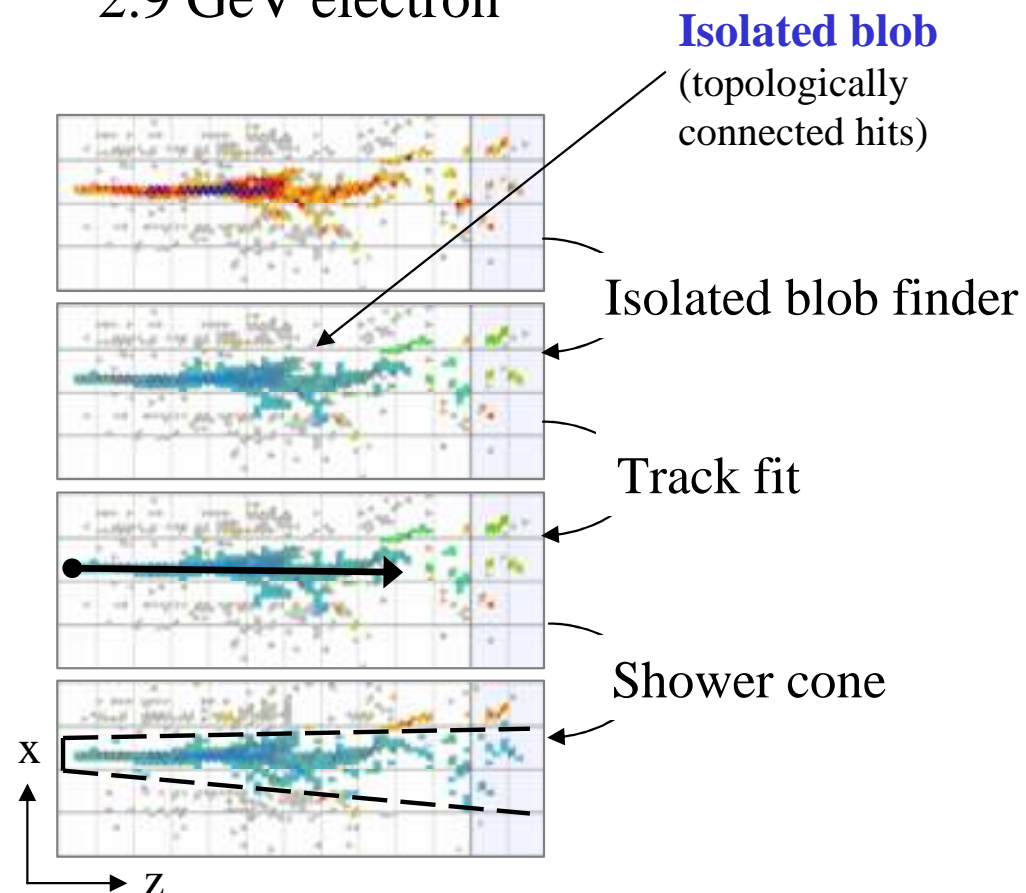 2.9 GeV electron
Isolated blob
(topologically
connected hits)
Isolated blob finder
Track fit
Shower cone
x
z